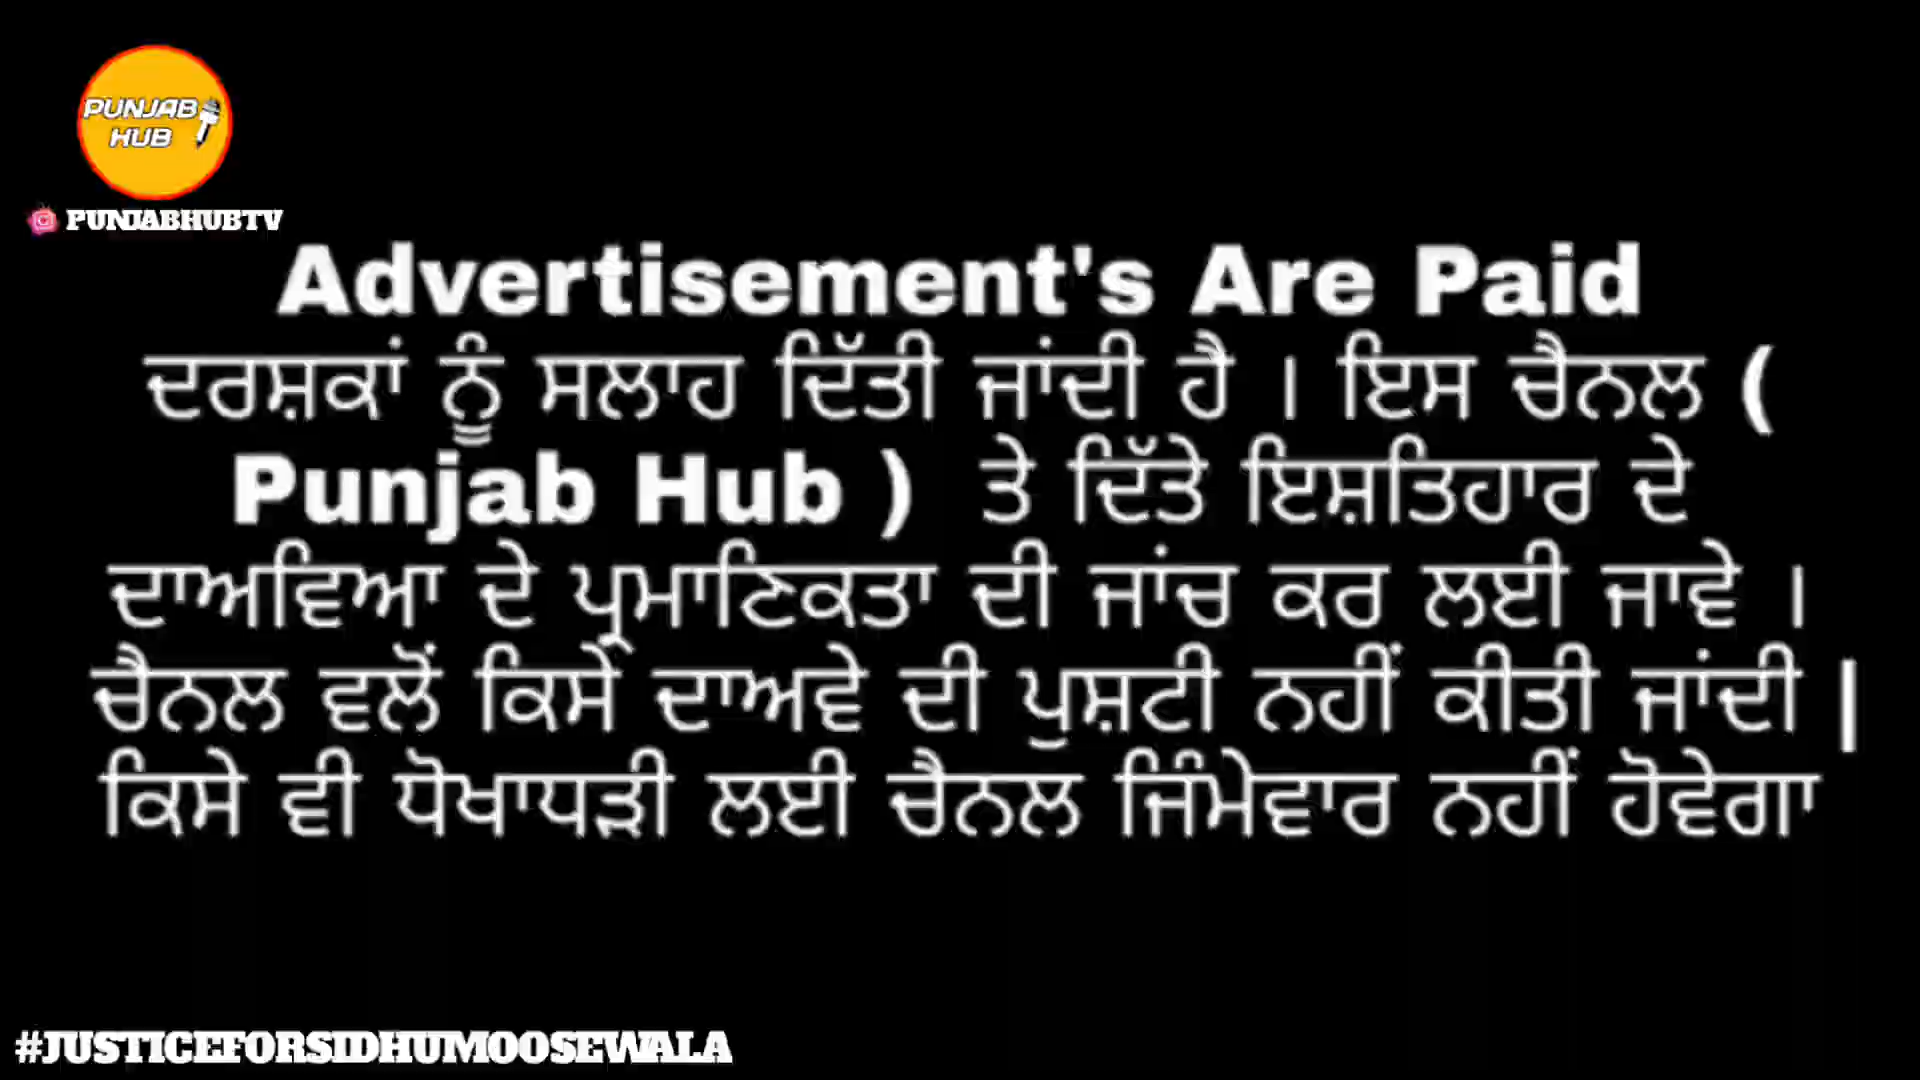 PUNJAB
HUB
PUNJABHUBTV
Advertisement's Are Paid
ਦਰਸ਼ਕਾਂ ਨੂੰ ਸਲਾਹ ਦਿੱਤੀ ਜਾਂਦੀ ਹੈ । ਇਸ ਚੈਨਲ (
Punjab Hub ) ਤੇ ਦਿੱਤੇ ਇਸ਼ਤਿਹਾਰ ਦੇ
ਦਾਅਵਿਆ ਦੇ ਪ੍ਰਮਾਣਿਕਤਾ ਦੀ ਜਾਂਚ ਕਰ ਲਈ ਜਾਵੇ ।
ਚੈਨਲ ਵਲੋਂ ਕਿਸੇ ਦਾਅਵੇ ਦੀ ਪੁਸ਼ਟੀ ਨਹੀਂ ਕੀਤੀ ਜਾਂਦੀ |
ਕਿਸੇ ਵੀ ਧੋਖਾਧੜੀ ਲਈ ਚੈਨਲ ਜਿੰਮੇਵਾਰ ਨਹੀਂ ਹੋਵੇਗਾ
#JUSTICEFORSIDHUMOOSEWALA